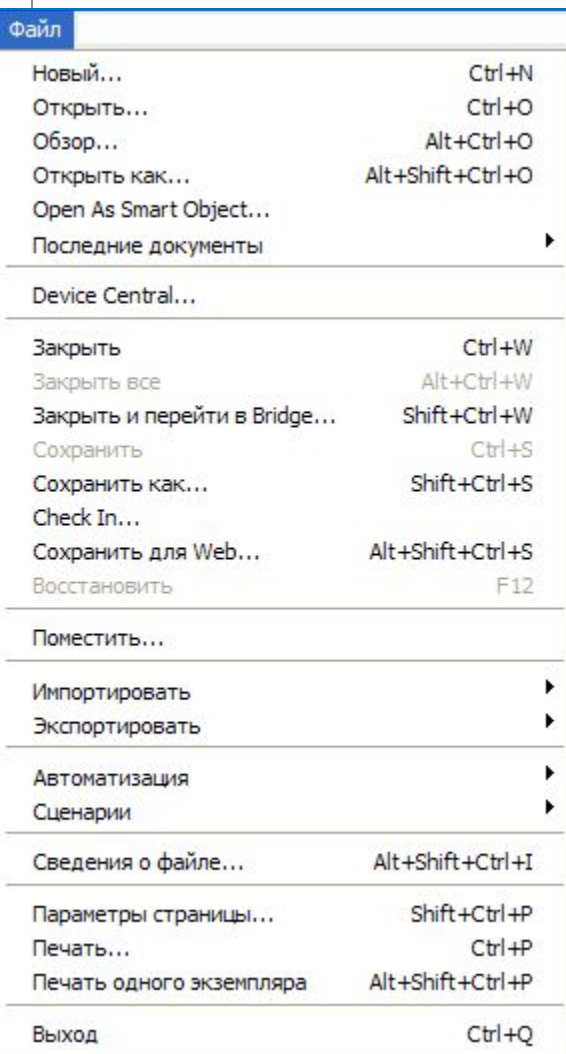 Файл
Новый... Ctrl+N
Открыть... Ctrl+O
Обзор... Alt+Ctrl+O
Открыть как... Alt+Shift+Ctrl+O
Open As Smart Object...
Последние документы
Device Central...
Закрыть Ctrl+W
Закрыть все Alt+Ctrl+W
Закрыть и перейти в Bridge... Shift+Ctrl+W
Сохранить Ctrl+S
Сохранить как... Shift+Ctrl+S
Check In...
Сохранить для Web... Alt+Shift+Ctrl+S
Восстановить F12
Поместить...
Импортировать
Экспортировать
Автоматизация
Сценарии
Сведения о файле... Alt+Shift+Ctrl+I
Параметры страницы... Shift+Ctrl+P
Печать... Ctrl+P
Печать одного экземпляра Alt+Shift+Ctrl+P
Выход Ctrl+Q